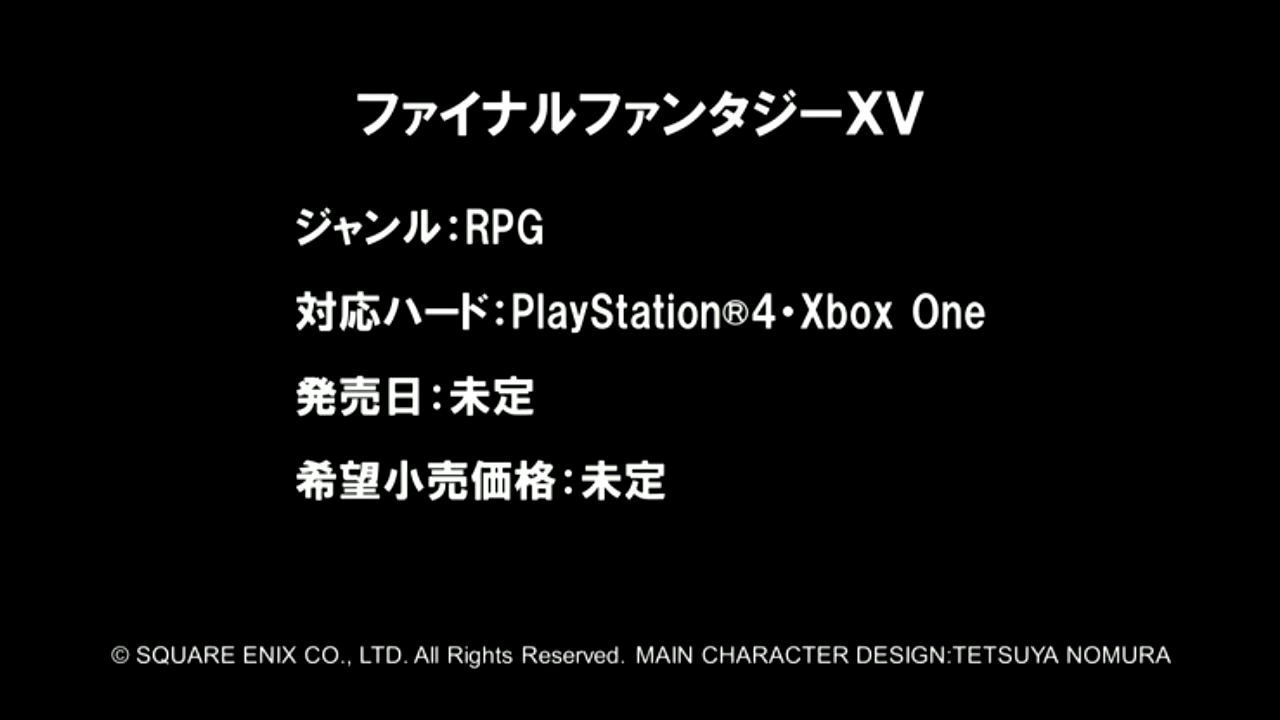 ファイナルファンタジーXV
ジャンル：RPG
対応ハード：PlayStation®4・Xbox One
発売日：未定
希望小売価格：未定
© SQUARE ENIX CO., LTD. All Rights Reserved. MAIN CHARACTER DESIGN:TETSUYA NOMURA